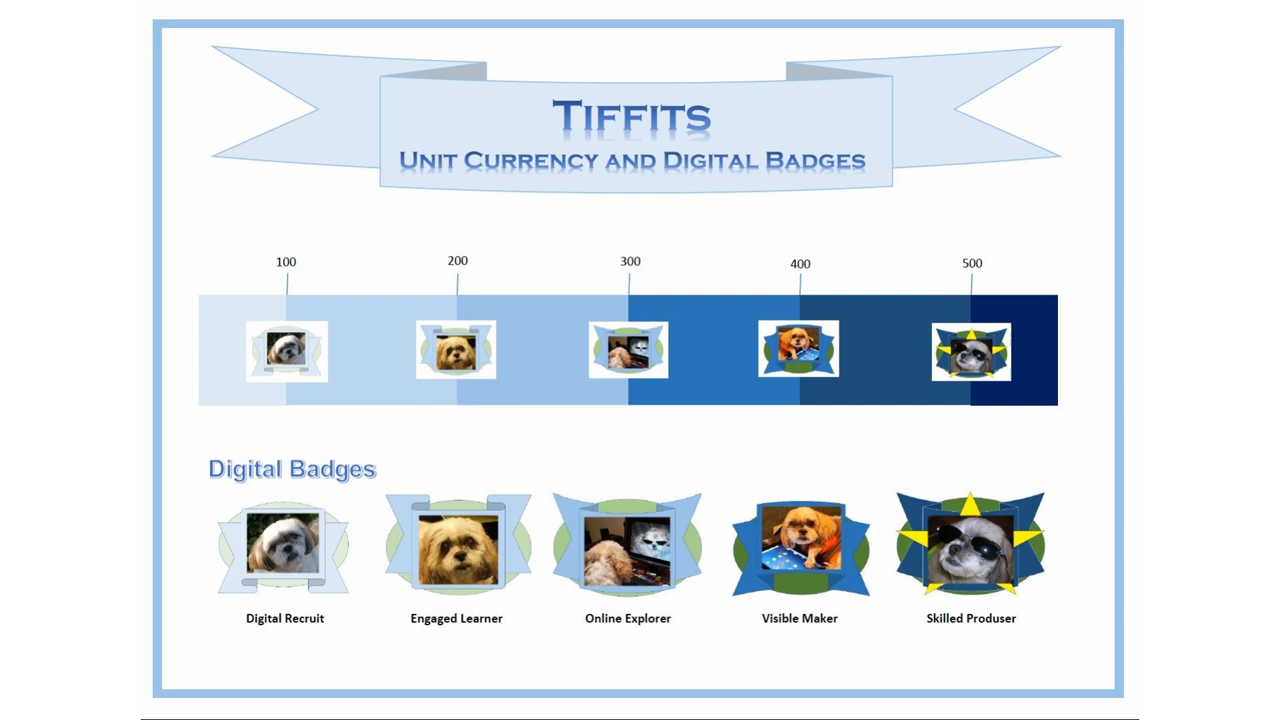 TIFFITS
UNIT CURRENCY AND DIGITAL BADGES
100
200
300
400
500
Digital Badges
Digital Recruit
Engaged Learner
Online Explorer
Visible Maker
Skilled Produser